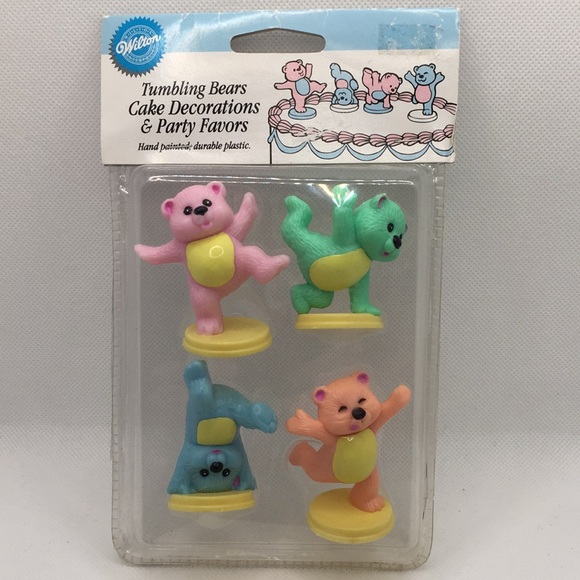 Wilton
Tumbling Bears
Cake Decorations
& Party Favors
Hand painted; durable plastic.